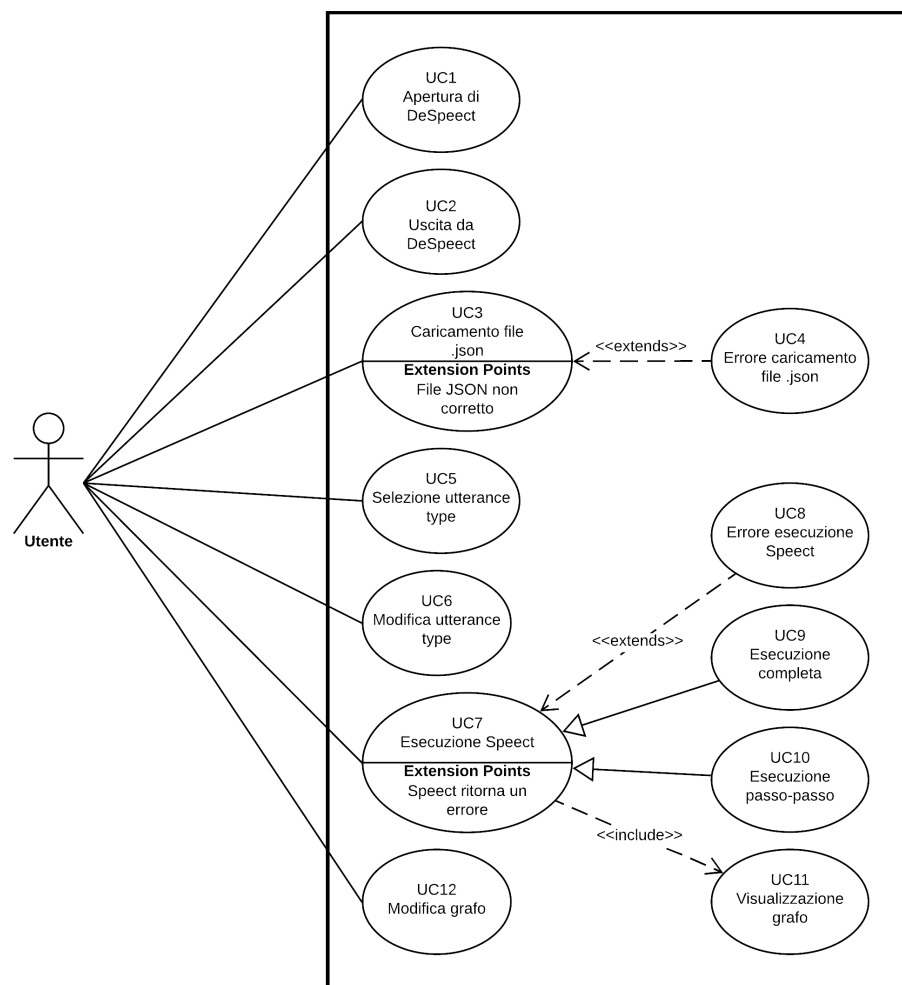 UC1
Apertura di
DeSpeect
UC2
Uscita da
DeSpeect
UC3
Caricamento file
.json
Extension Points
File JSON non
corretto
<<extends>>
UC4
Errore caricamento
file .json
Utente
UC5
Selezione utterance
type
UC8
Errore esecuzione
Speect
UC6
Modifica utterance
type
<<extends>>
UC9
Esecuzione
completa
UC7
Esecuzione Speect
Extension Points
Speect ritorna un
errore
UC10
Esecuzione
passo-passo
<<include>>
UC12
Modifica grafo
UC11
Visualizzazione
grafo